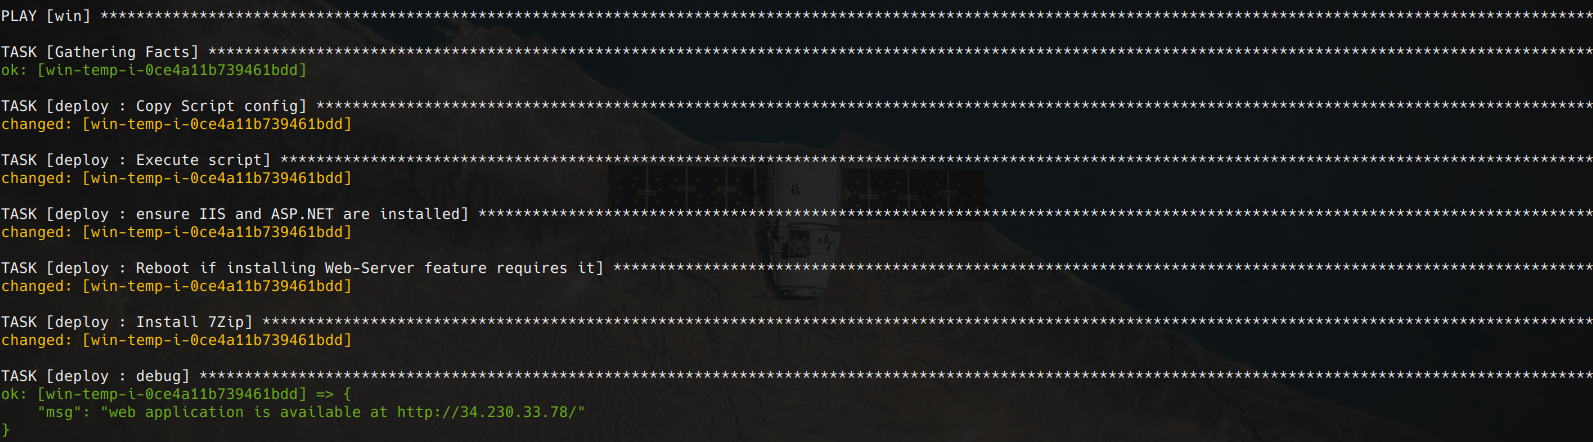 PLAY [win] **********************************************************************************************************************************************************************
TASK [Gathering Facts] **********************************************************************************************************************************************************
ok: [win-temp-i-0ce4a11b739461bdd]
TASK [deploy : Copy Script config] **********************************************************************************************************************************************
changed: [win-temp-i-0ce4a11b739461bdd]
TASK [deploy : Execute script] **************************************************************************************************************************************************
changed: [win-temp-i-0ce4a11b739461bdd]
TASK [deploy : ensure IIS and ASP.NET are installed] ****************************************************************************************************************************
changed: [win-temp-i-0ce4a11b739461bdd]
TASK [deploy : Reboot if installing Web-Server feature requires it] *************************************************************************************************************
changed: [win-temp-i-0ce4a11b739461bdd]
TASK [deploy : Install 7Zip] ****************************************************************************************************************************************************
changed: [win-temp-i-0ce4a11b739461bdd]
TASK [deploy : debug] ***********************************************************************************************************************************************************
ok: [win-temp-i-0ce4a11b739461bdd] => {
    "msg": "web application is available at http://34.230.33.78/"
}